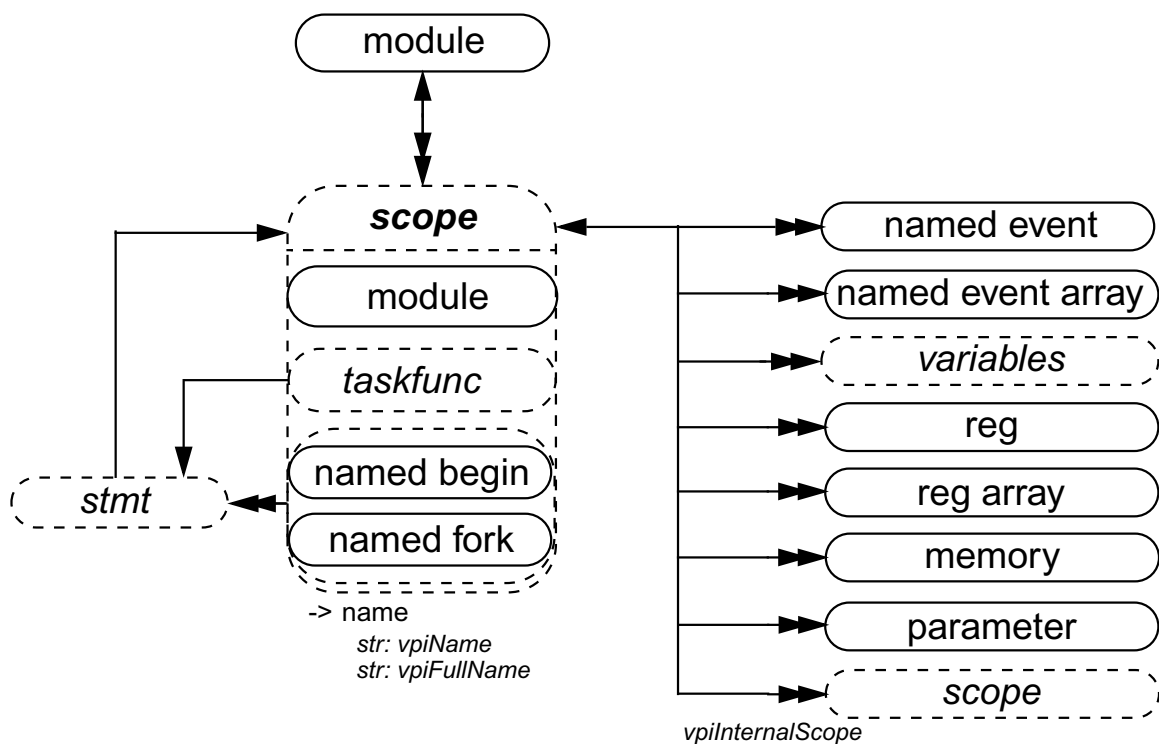 module
scope
module
taskfunc
named begin
named fork
stmt
-> name
str: vpiName
str: vpiFullName
named event
named event array
variables
reg
reg array
memory
parameter
scope
vpiInternalScope